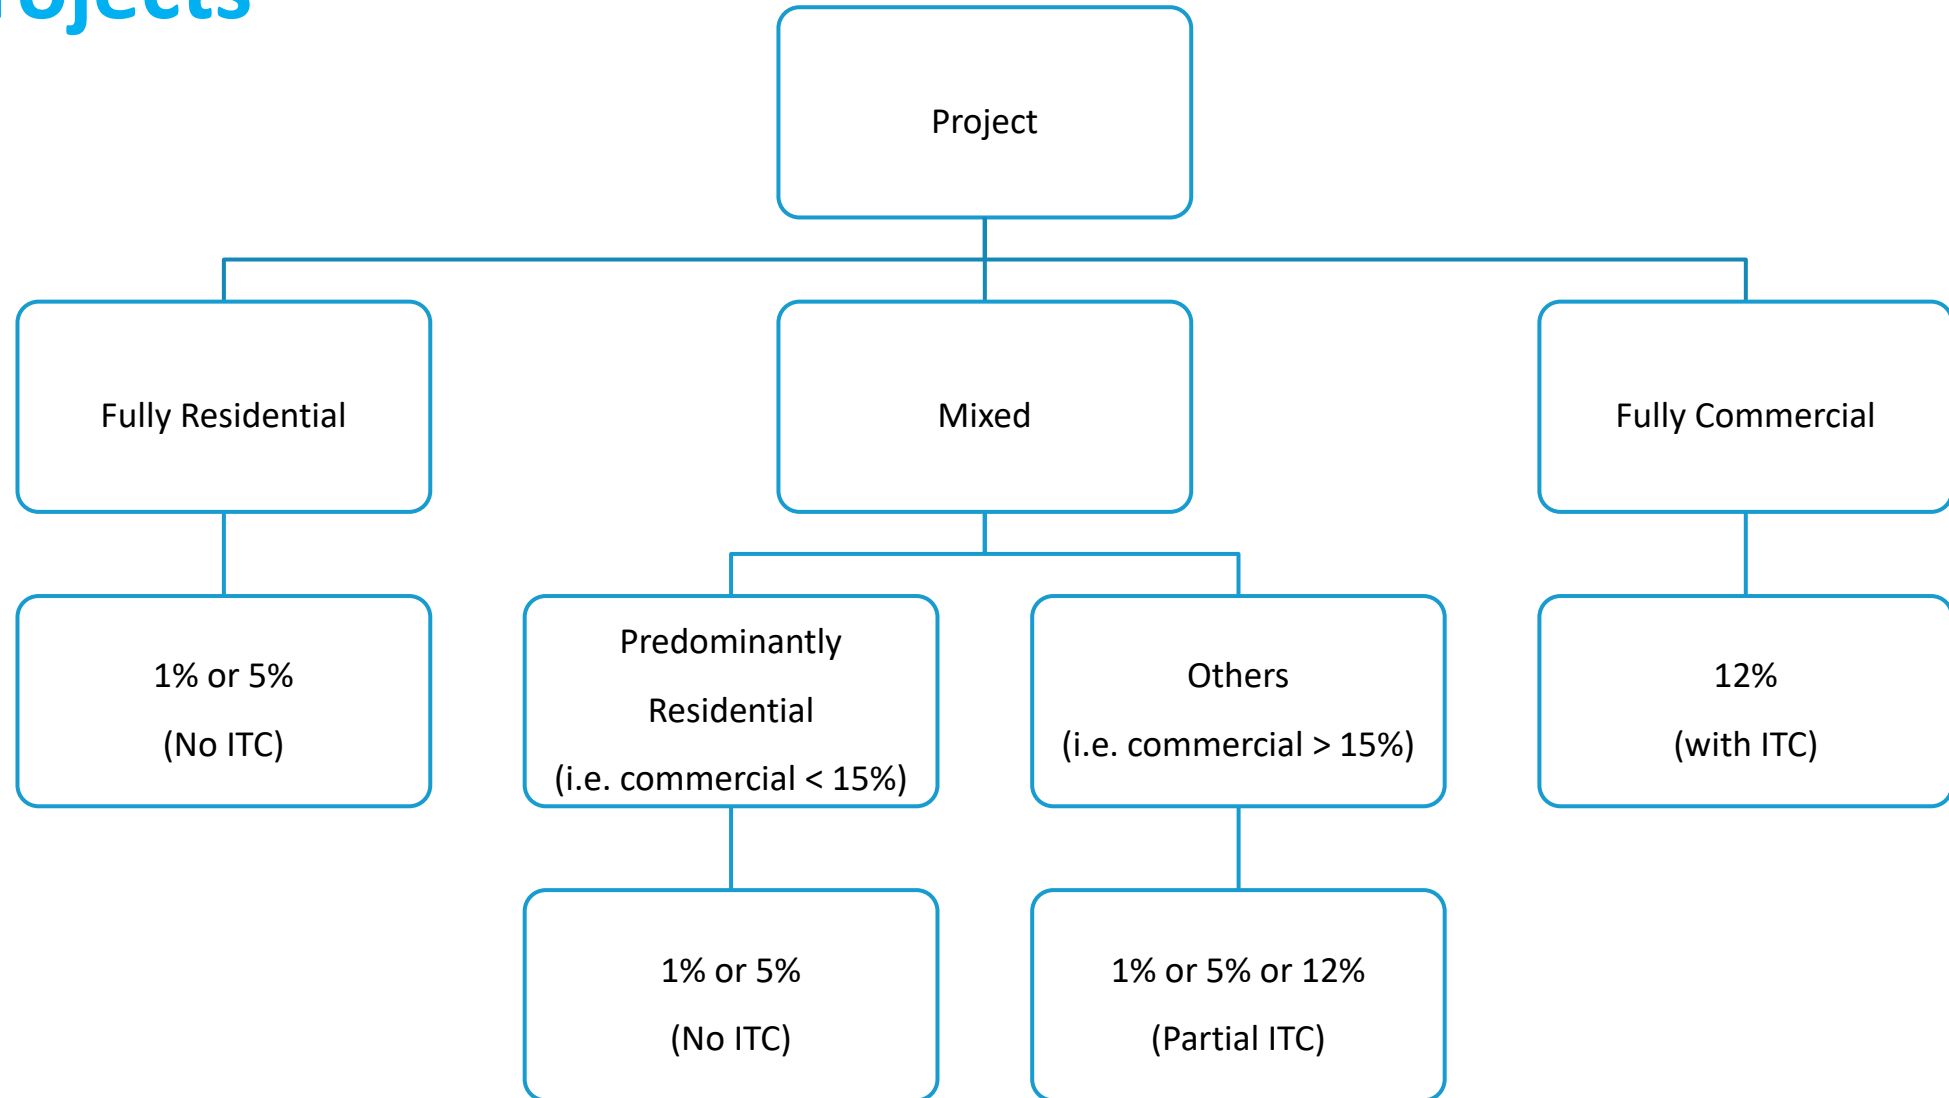 Project
Fully Residential
Mixed
Fully Commercial
1% or 5%
(No ITC)
Predominantly
Residential
(i.e. commercial < 15%)
Others
(i.e. commercial > 15%)
12%
(with ITC)
1% or 5%
(No ITC)
1% or 5% or 12%
(Partial ITC)